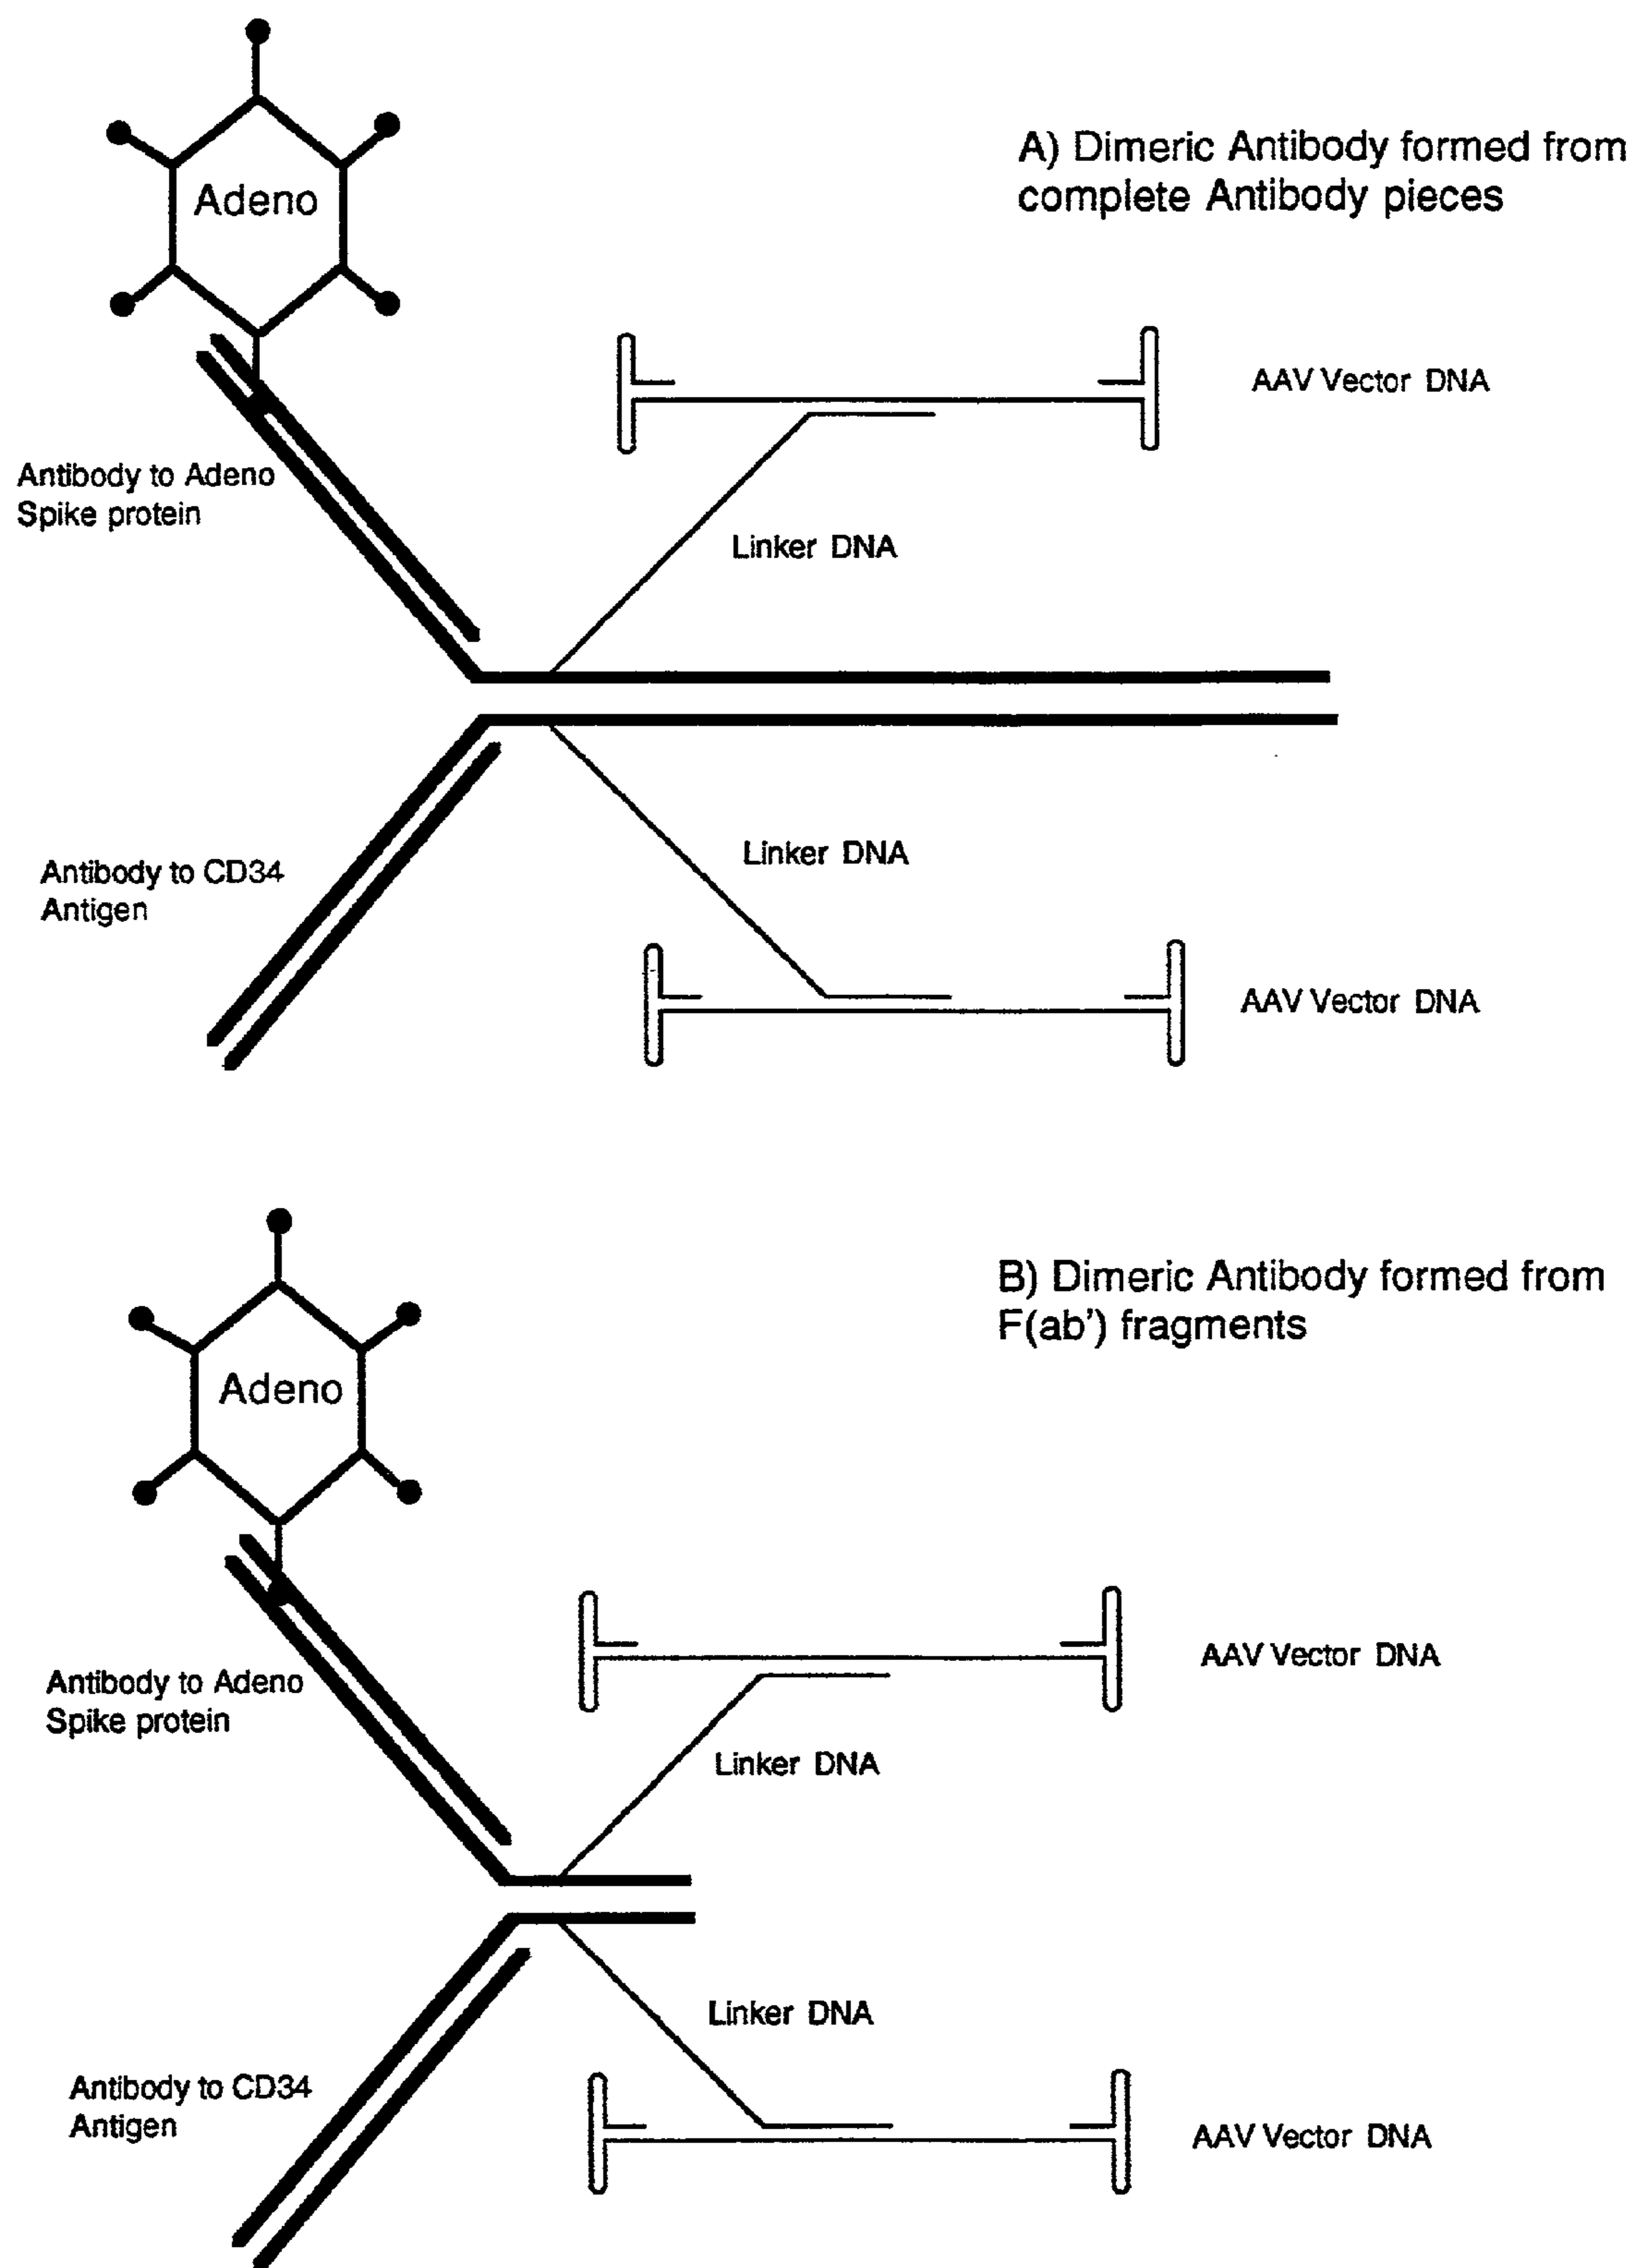 Adeno
A) Dimeric Antibody formed from
complete Antibody pieces
AAV Vector DNA
Antibody to Adeno
Spike protein
Linker DNA
Linker DNA
Antibody to CD34
Antigen
AAV Vector DNA
B) Dimeric Antibody formed from
F(ab') fragments
Adeno
AAV Vector DNA
Antibody to Adeno
Spike protein
Linker DNA
Linker DNA
Antibody to CD34
Antigen
AAV Vector DNA